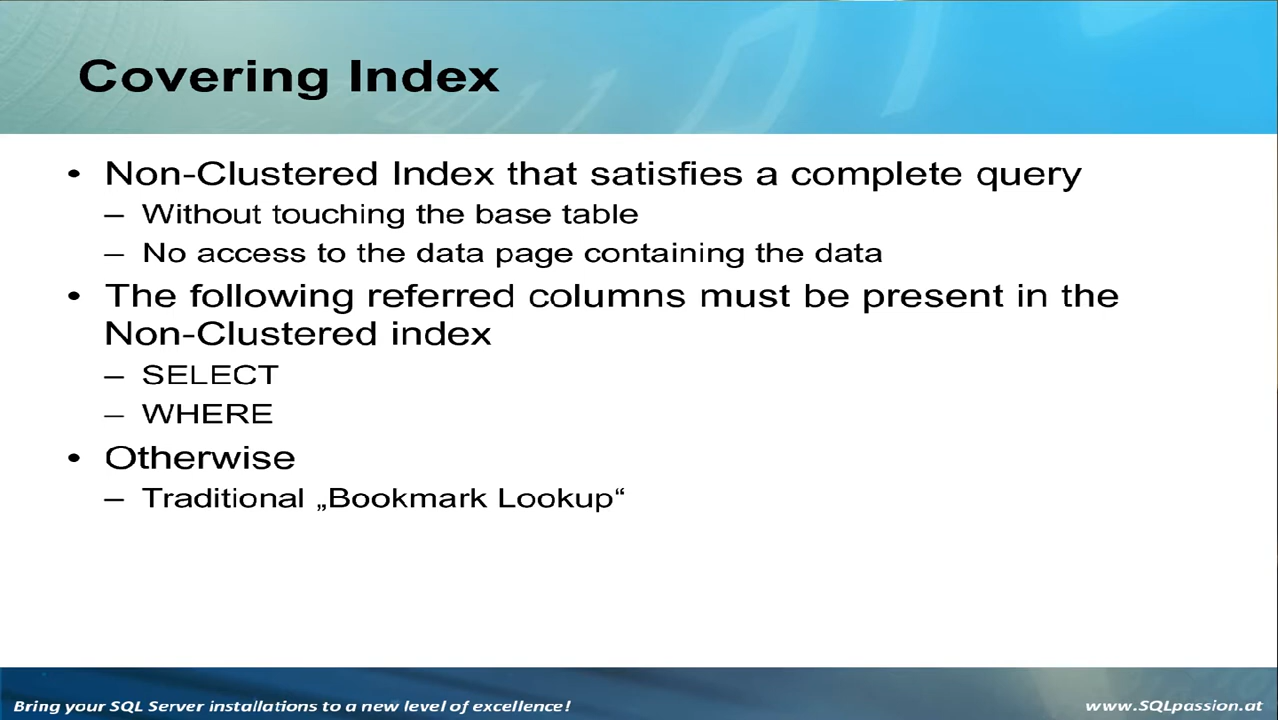 Covering Index
• Non-Clustered Index that satisfies a complete query
– Without touching the base table
– No access to the data page containing the data
• The following referred columns must be present in the
Non-Clustered index
– SELECT
– WHERE
• Otherwise
– Traditional „Bookmark Lookup“
Bring your SQL Server installations to a new level of excellence!
www.SQLpassion.at